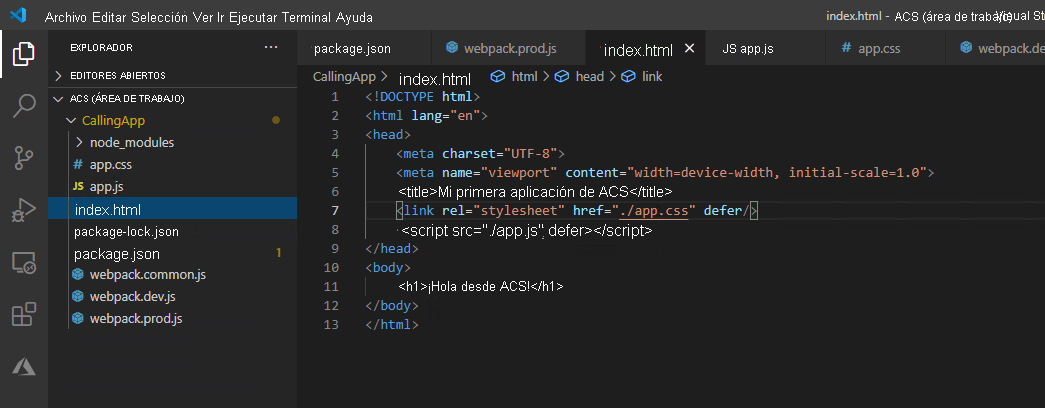 Archivo Editar Selección Ver Ir Ejecutar Terminal Ayuda
index.html - ACS (área de trabajo)
EXPLORADOR
EDITORES ABIERTOS
ACS (ÁREA DE TRABAJO)
CallingApp
node_modules
# app.css
JS app.js
index.html
package-lock.json
package.json 1
webpack.common.js
webpack.dev.js
webpack.prod.js
package.json
webpack.prod.js
index.html
JS app.js
# app.css
CallingApp > index.html > html > head > link
1 <!DOCTYPE html>
2 <html lang="en">
3 <head>
4 <meta charset="UTF-8">
5 <meta name="viewport" content="width=device-width, initial-scale=1.0">
6 <title>Mi primera aplicación de ACS</title>
7 <link rel="stylesheet" href="./app.css" defer/>
8 <script src="./app.js", defer></script>
9 </head>
10 <body>
11 <h1>¡Hola desde ACS!</h1>
12 </body>
13 </html>